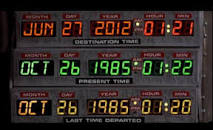 MONTH DAY YEAR HOUR MIN
JUN 27 2012 01:21
DESTINATION TIME
MONTH DAY YEAR HOUR MIN
OCT 26 1985 01:22
PRESENT TIME
MONTH DAY YEAR HOUR MIN
OCT 26 1985 01:20
LAST TIME DEPARTED